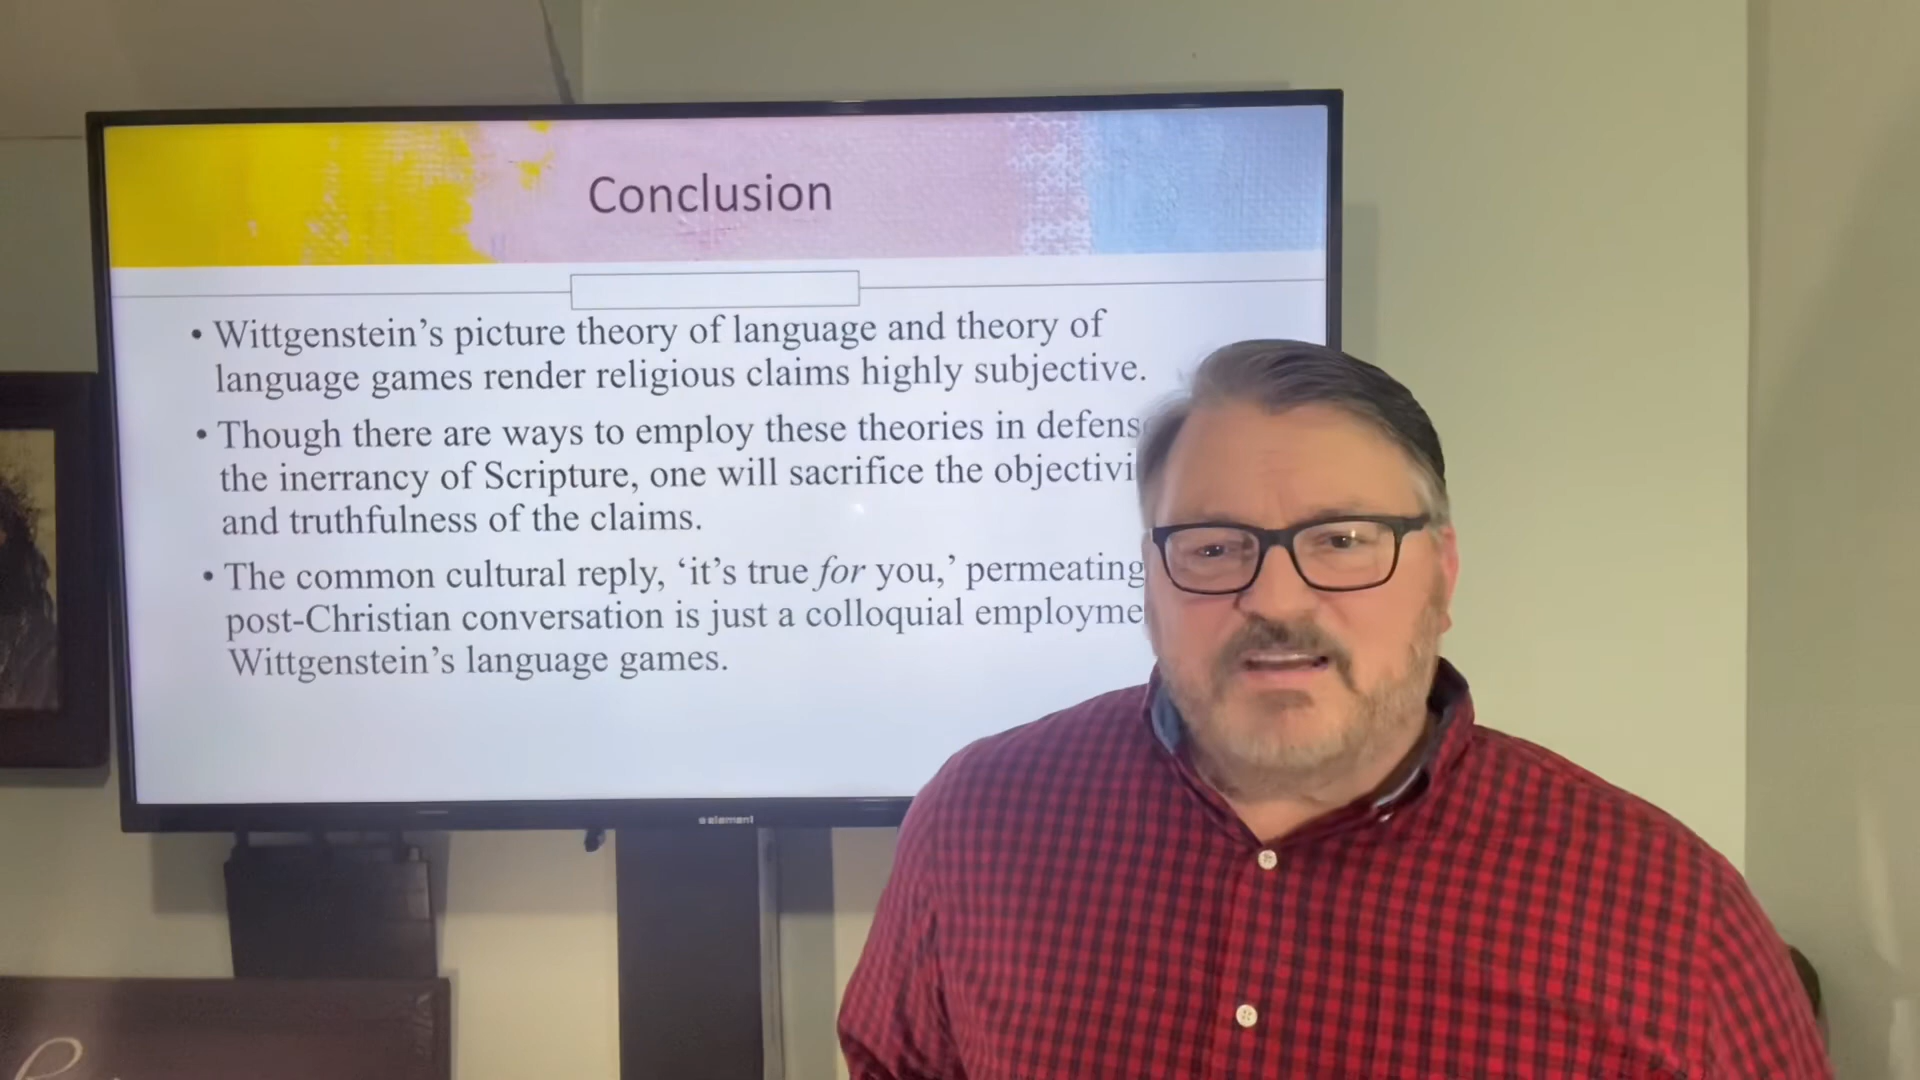 Conclusion
• Wittgenstein’s picture theory of language and theory of
language games render religious claims highly subjective.
• Though there are ways to employ these theories in
the inerrancy of Scripture, one will sacrifice the
and truthfulness of the claims.
• The common cultural reply, ‘it’s true for you,’ permeating
post-Christian conversation is just a colloquial
Wittgenstein’s language games.
element